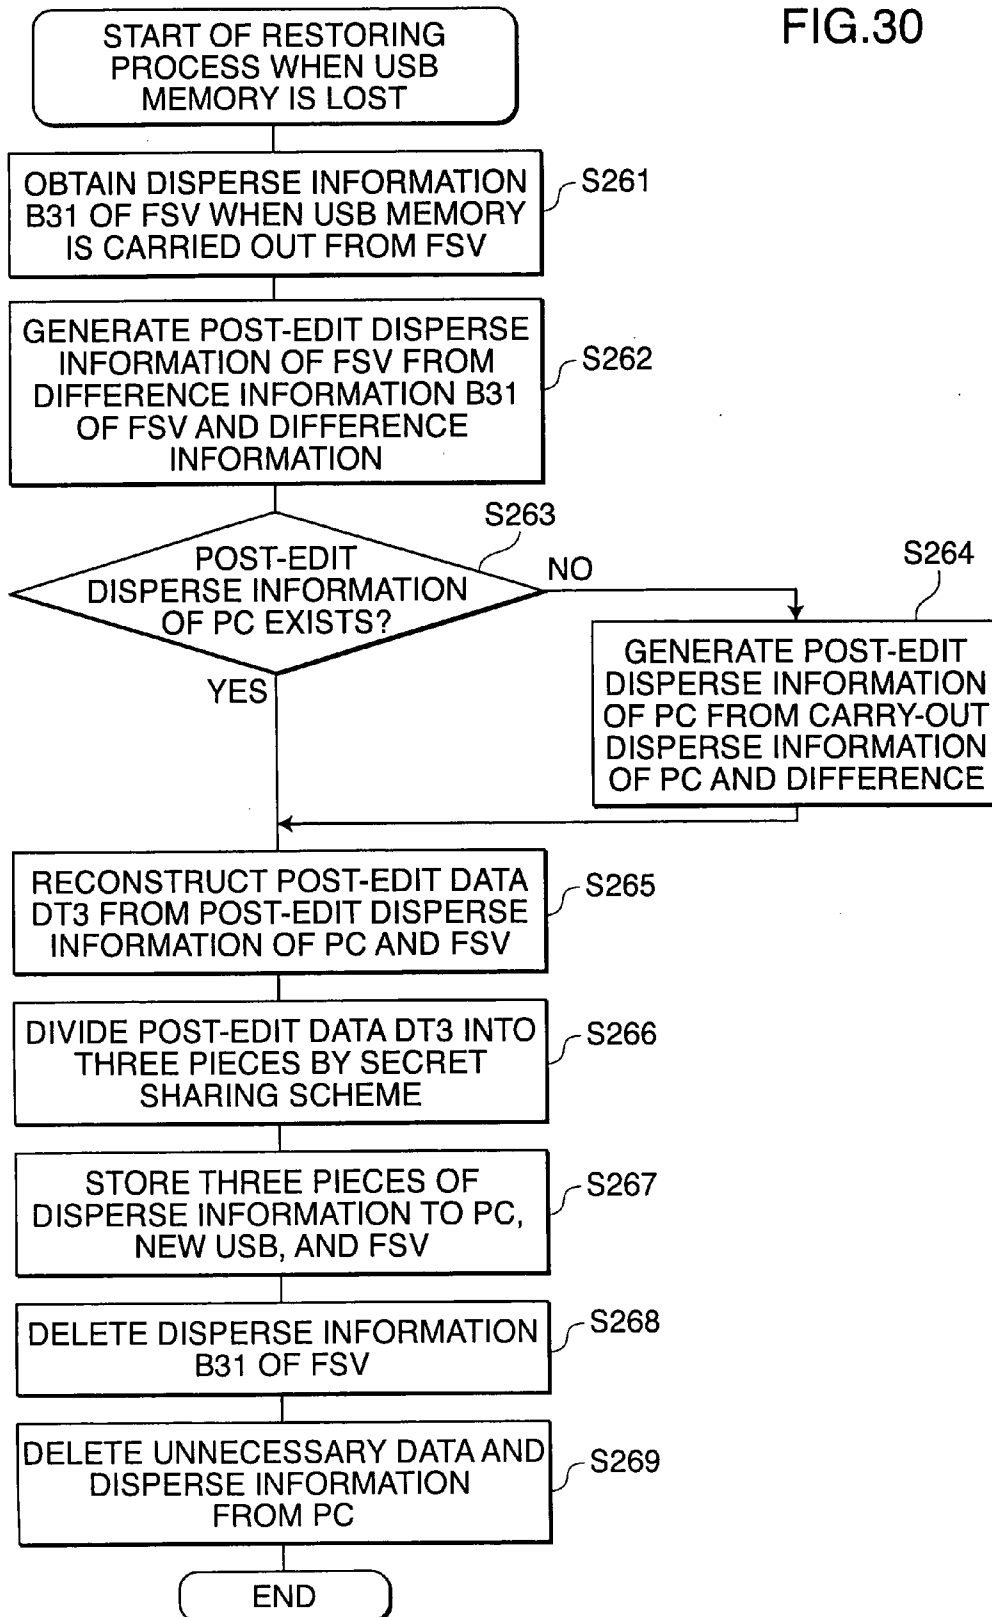 FIG.30
START OF RESTORING
PROCESS WHEN USB
MEMORY IS LOST
OBTAIN DISPERSE INFORMATION
B31 OF FSV WHEN USB MEMORY
IS CARRIED OUT FROM FSV
S261
GENERATE POST-EDIT DISPERSE
INFORMATION OF FSV FROM
DIFFERENCE INFORMATION B31
OF FSV AND DIFFERENCE
INFORMATION
S262
POST-EDIT
DISPERSE INFORMATION
OF PC EXISTS?
S263
NO
YES
S264
GENERATE POST-EDIT
DISPERSE INFORMATION
OF PC FROM CARRY-OUT
DISPERSE INFORMATION
OF PC AND DIFFERENCE
RECONSTRUCT POST-EDIT DATA
DT3 FROM POST-EDIT DISPERSE
INFORMATION OF PC AND FSV
S265
DIVIDE POST-EDIT DATA DT3 INTO
THREE PIECES BY SECRET
SHARING SCHEME
S266
STORE THREE PIECES OF
DISPERSE INFORMATION TO PC,
NEW USB, AND FSV
S267
DELETE DISPERSE INFORMATION
B31 OF FSV
S268
DELETE UNNECESSARY DATA AND
DISPERSE INFORMATION
FROM PC
S269
END